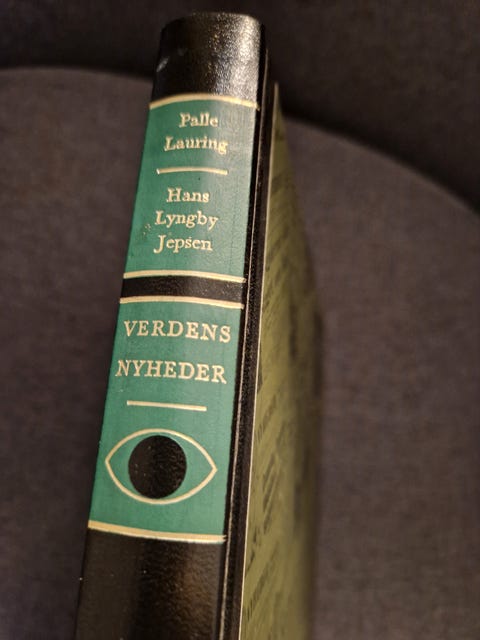 Palle
Lauring
Hans
Lyngby
Jepsen
VERDENS
NYHEDER